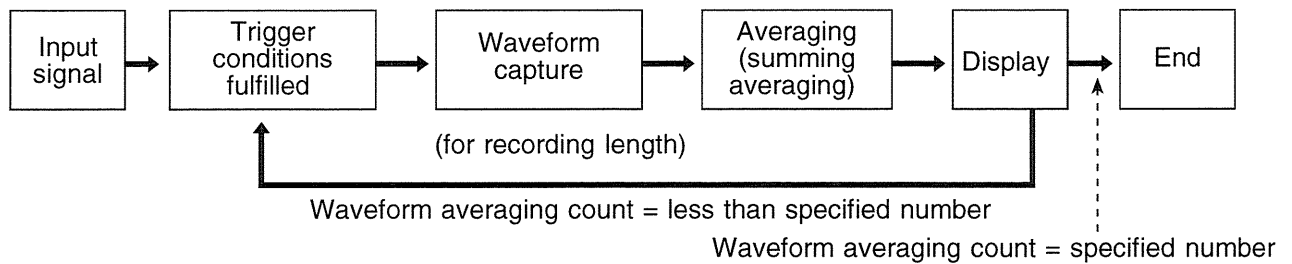 Input
signal
Trigger
conditions
fulfilled
Waveform
capture
Averaging
(summing
averaging)
Display
End
(for recording length)
Waveform averaging count = less than specified number
Waveform averaging count = specified number